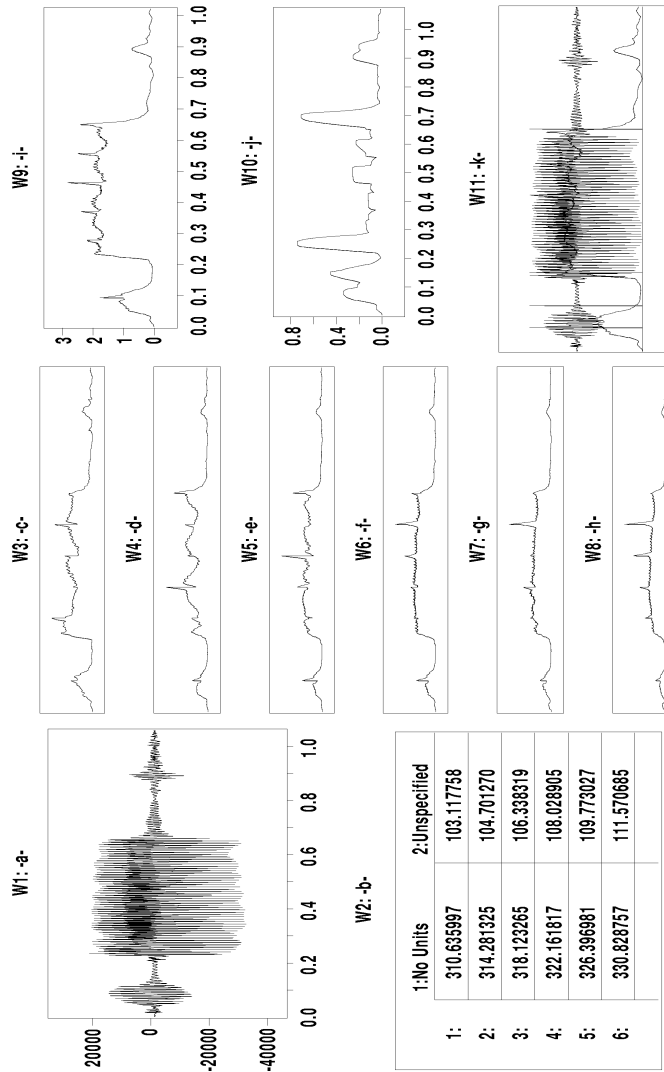 W1: -a-
20000
0
-20000
-40000
0.0 0.2 0.4 0.6 0.8 1.0
W2: -b-
1:No Units 2:Unspecified
1: 310.635997 103.117758
2: 314.281325 104.701270
3: 318.123265 106.338319
4: 322.161817 108.028905
5: 326.396981 109.773027
6: 330.828757 111.570685
W3: -c-
W4: -d-
W5: -e-
W6: -f-
W7: -g-
W8: -h-
W9: -i-
3
2
1
0
0.0 0.1 0.2 0.3 0.4 0.5 0.6 0.7 0.8 0.9 1.0
W10: -j-
0.8
0.4
0.0
0.0 0.1 0.2 0.3 0.4 0.5 0.6 0.7 0.8 0.9 1.0
W11: -k-